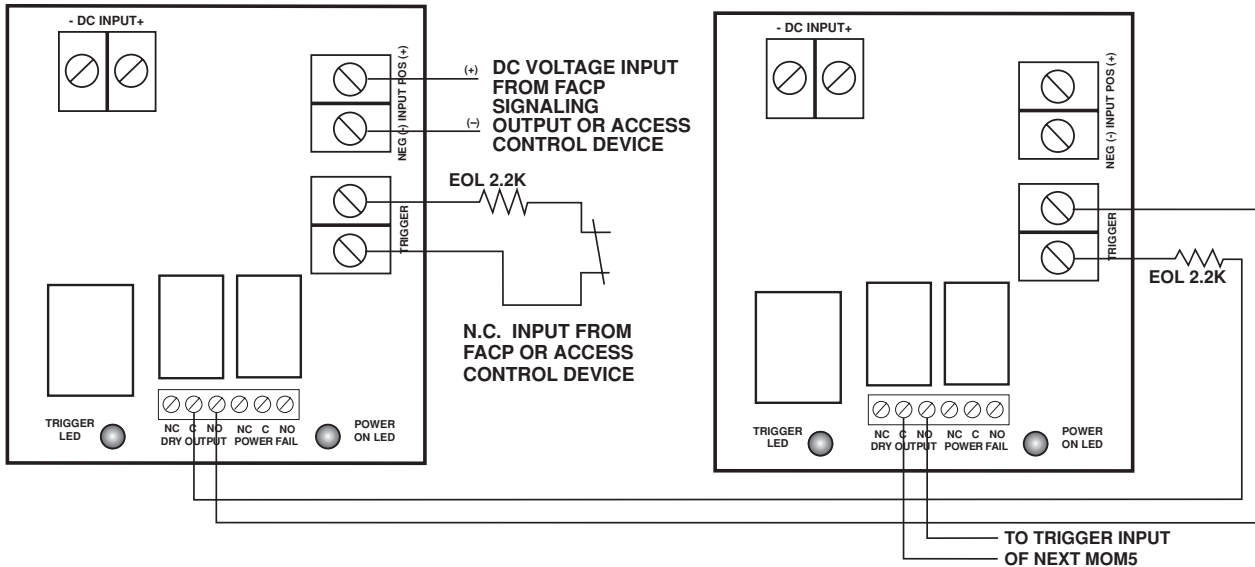 - DC INPUT+
NEG (-) INPUT POS (+)
(+) DC VOLTAGE INPUT
FROM FACP
SIGNALING
(–) OUTPUT OR ACCESS
CONTROL DEVICE
TRIGGER
EOL 2.2K
N.C. INPUT FROM
FACP OR ACCESS
CONTROL DEVICE
TRIGGER
LED
NC C NO NC C NO
DRY OUTPUT POWER FAIL
POWER
ON LED
- DC INPUT+
NEG (-) INPUT POS (+)
TRIGGER
EOL 2.2K
TRIGGER
LED
NC C NO NC C NO
DRY OUTPUT POWER FAIL
POWER
ON LED
TO TRIGGER INPUT
OF NEXT MOM5